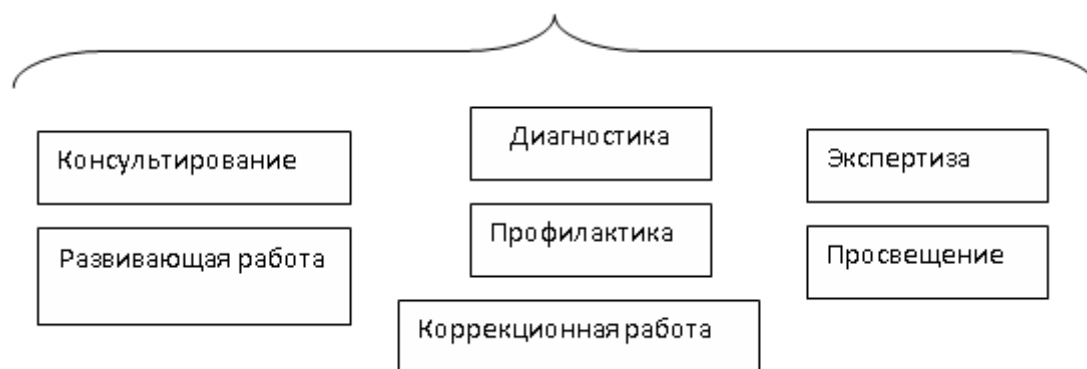 Консультирование
Диагностика
Экспертиза
Развивающая работа
Профилактика
Просвещение
Коррекционная работа